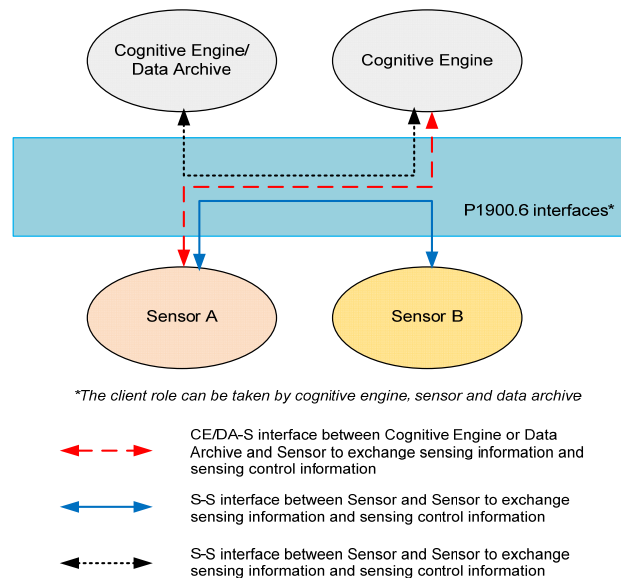 Cognitive Engine/
Data Archive
Cognitive Engine
P1900.6 interfaces*
Sensor A
Sensor B
*The client role can be taken by cognitive engine, sensor and data archive
CE/DA-S interface between Cognitive Engine or Data
Archive and Sensor to exchange sensing information and
sensing control information
S-S interface between Sensor and Sensor to exchange
sensing information and sensing control information
S-S interface between Sensor and Sensor to exchange
sensing information and sensing control information